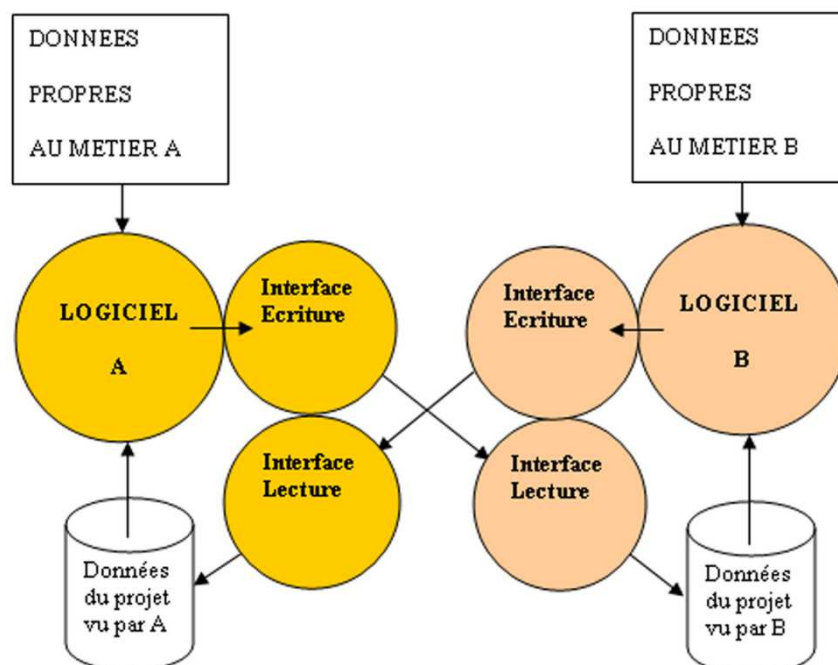 DONNEES
PROPRES
AU METIER A
DONNEES
PROPRES
AU METIER B
LOGICIEL
A
Interface
Ecriture
Interface
Ecriture
LOGICIEL
B
Interface
Lecture
Interface
Lecture
Données
du projet
vu par A
Données
du projet
vu par B